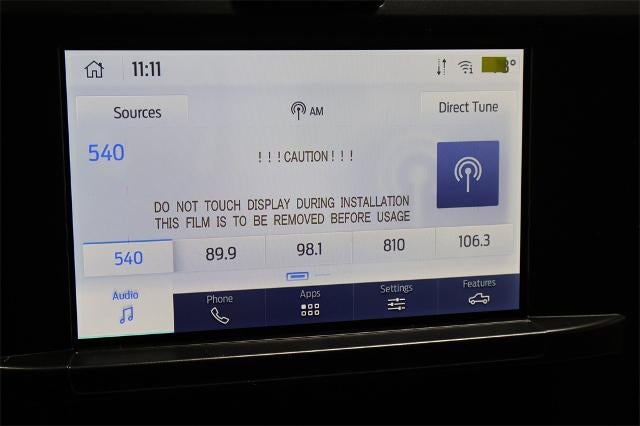 11:11
8°
Sources
AM
Direct Tune
540
!!!CAUTION!!!
DO NOT TOUCH DISPLAY DURING INSTALLATION
THIS FILM IS TO BE REMOVED BEFORE USAGE
540 89.9 98.1 810 106.3
Audio Phone Apps Settings Features